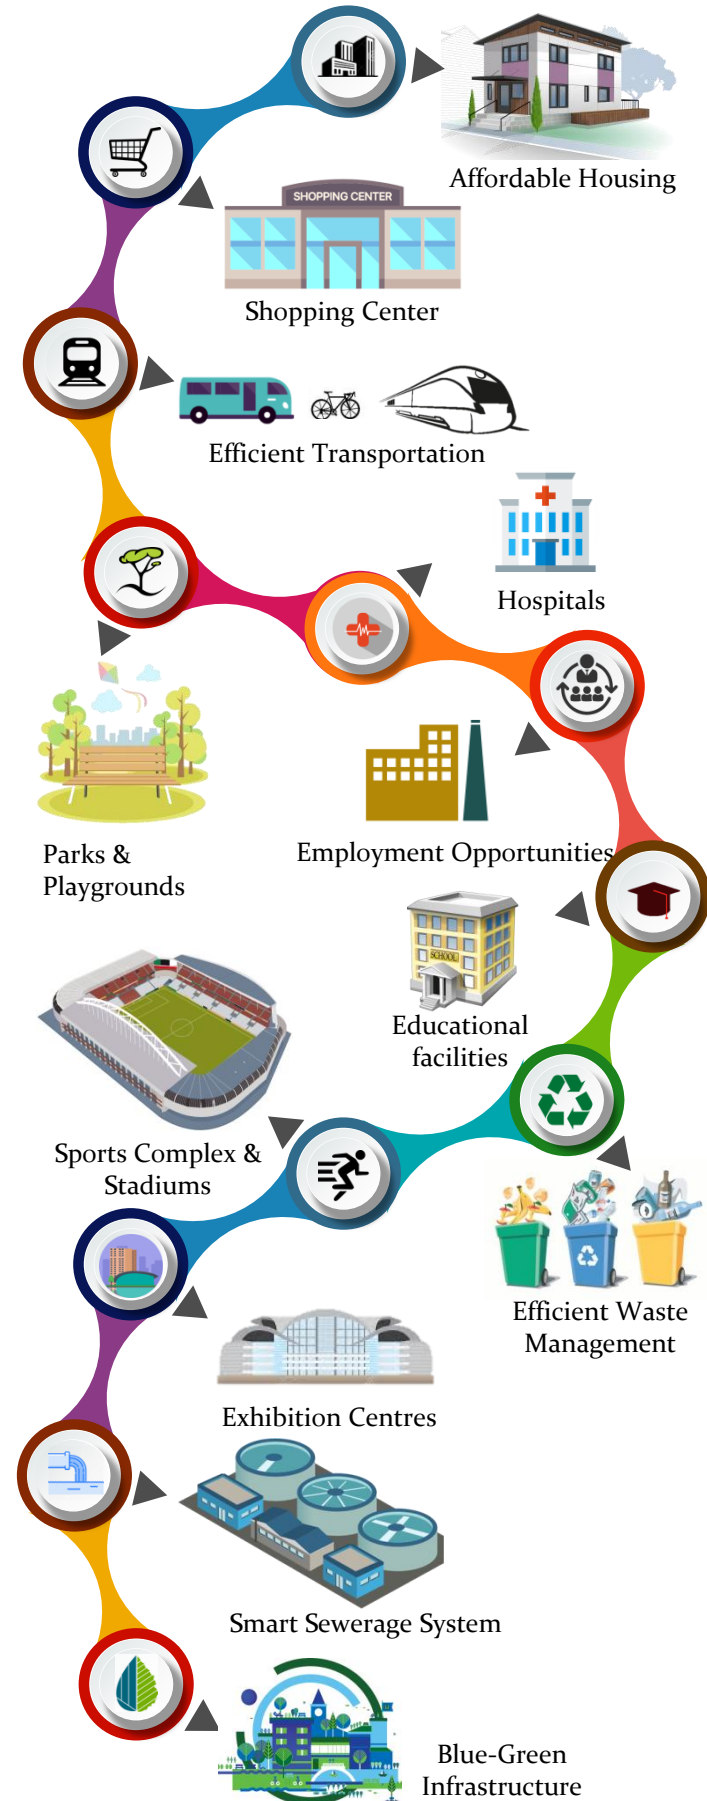 Affordable Housing
SHOPPING CENTER
Shopping Center
Efficient Transportation
Hospitals
Parks &
Playgrounds
Employment Opportunities
SCHOOL
Educational
facilities
Sports Complex &
Stadiums
Efficient Waste
Management
Exhibition Centres
Smart Sewerage System
Blue-Green
Infrastructure